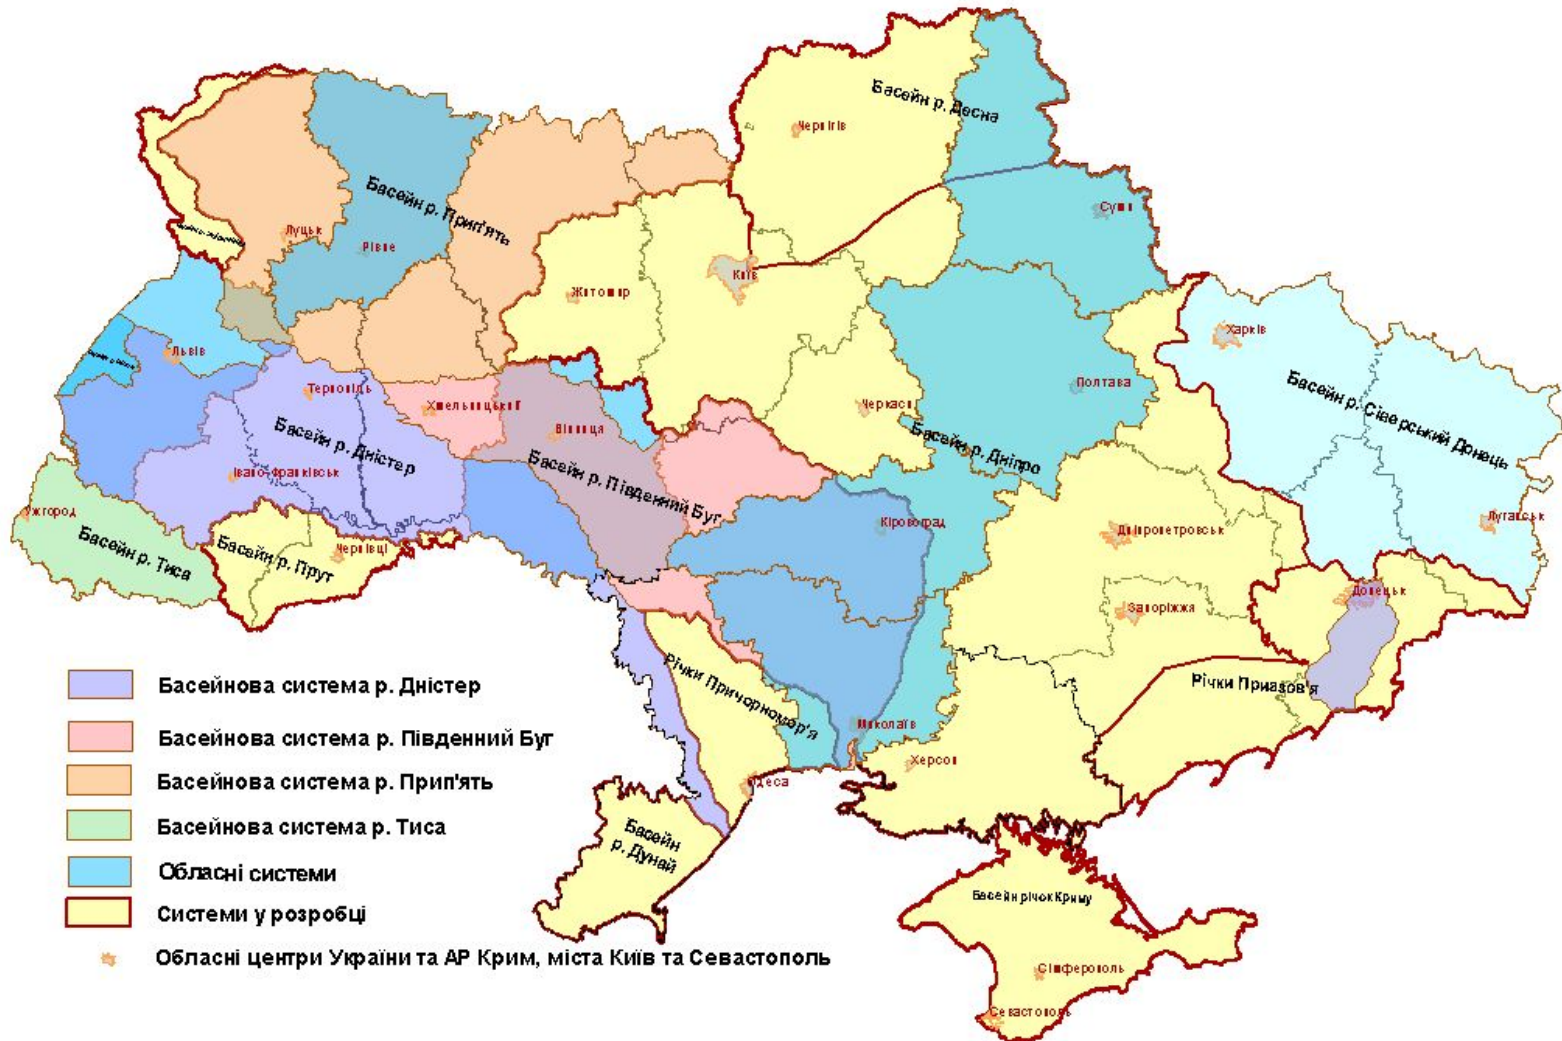 Басейн р. Десна
Чернігів
Суми
Басейн р. Прип'ять
Луцьк
Рівне
Київ
Житомир
Харків
Львів
Полтава
Басейн р. Сіверський Донець
Тернопіль
Хмельницький
Черкаси
Вінниця
Басейн р. Дністер
Басейн р. Дніпро
Басейн р. Південний Буг
Івано-Франківськ
Ужгород
Кіровоград
Дніпропетровськ
Луганськ
Басейн р. Тиса
Басейн р. Прут
Чернівці
Запоріжжя
Донецьк
Річки Причорномор'я
Річки Приазов'я
Миколаїв
Херсон
Одеса
Басейн
р. Дунай
Басейн річок Криму
Сімферополь
Севастополь
Басейнова система р. Дністер
Басейнова система р. Південний Буг
Басейнова система р. Прип'ять
Басейнова система р. Тиса
Обласні системи
Системи у розробці
Обласні центри України та АР Крим, міста Київ та Севастополь